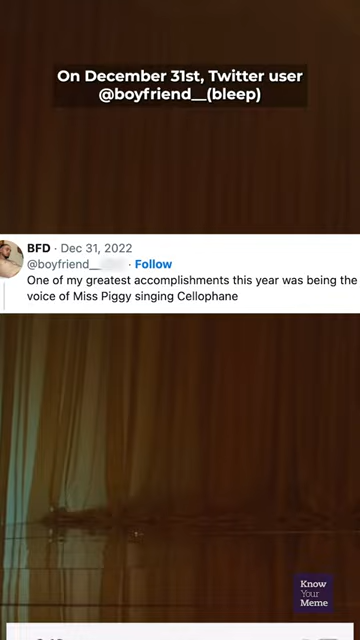 On December 31st, Twitter user
@boyfriend__(bleep)
BFD · Dec 31, 2022
@boyfriend__ · Follow
One of my greatest accomplishments this year was being the
voice of Miss Piggy singing Cellophane
Know
Your
Meme